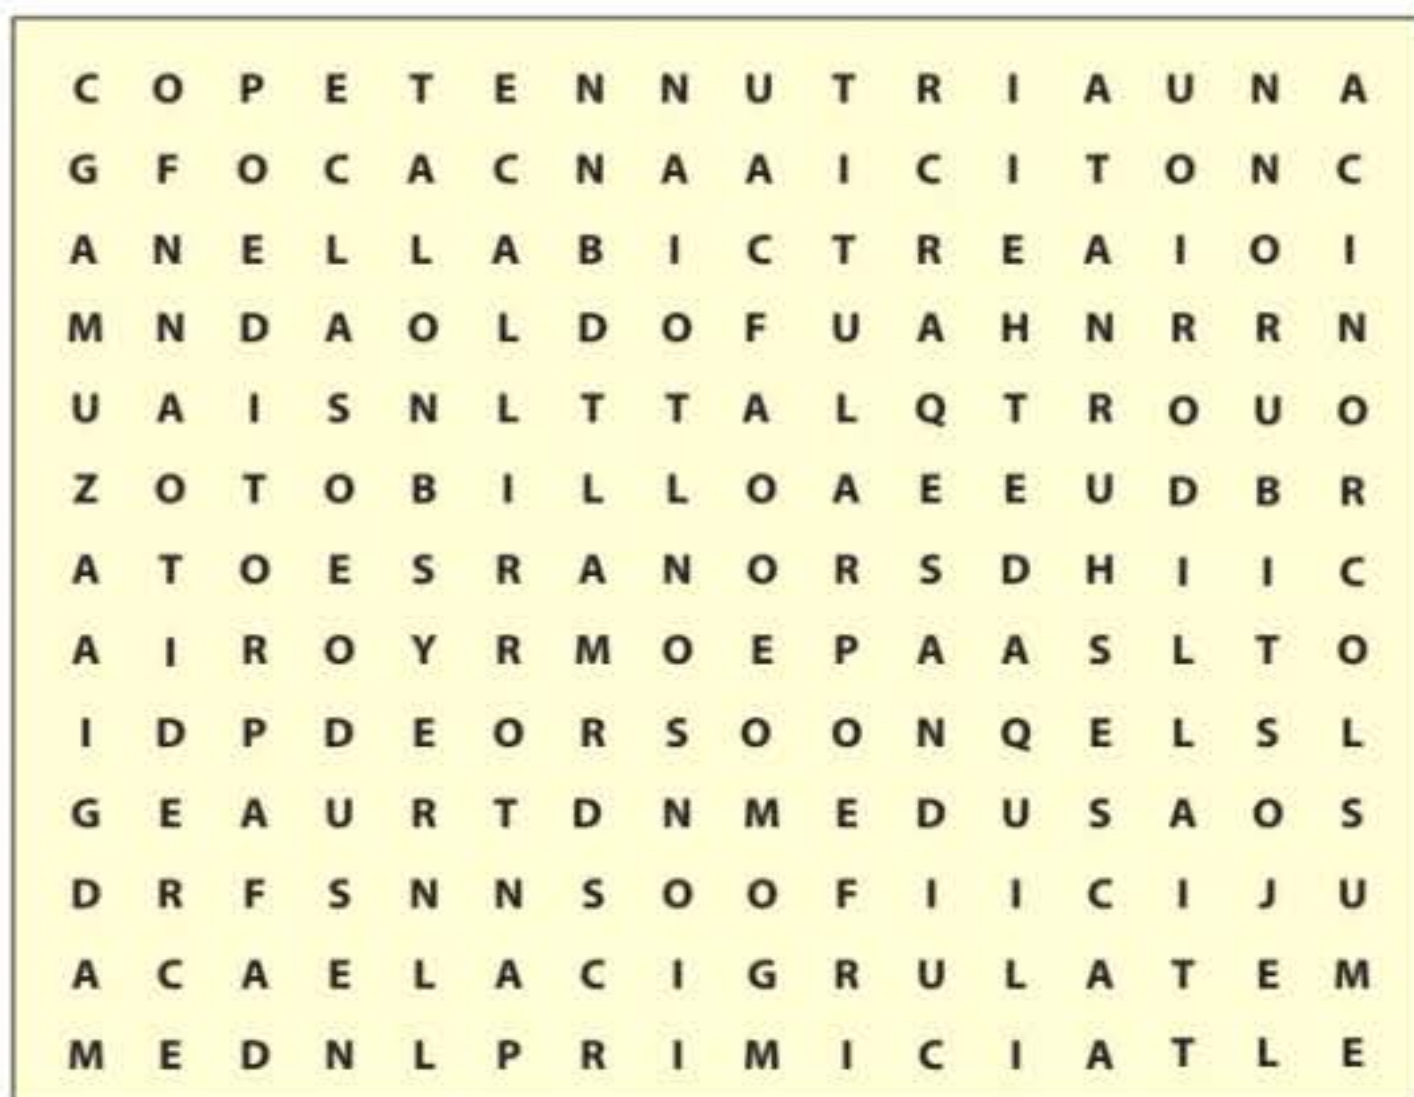 C O P E T E N N U T R I A U N A
G F O C A C N A A I C I T O N C
A N E L L A B I C T R E A I O I
M N D A O L D O F U A H N R R N
U A I S N L T T A L Q T R O U O
Z O T O B I L L O A E E U D B R
A T O E S R A N O R S D H I I C
A I R O Y R M O E P A A S L T O
I D P D E O R S O O N Q E L S L
G E A U R T D N M E D U S A O S
D R F S N N S O O F I I C I J U
A C A E L A C I G R U L A T E M
M E D N L P R I M I C I A T L E